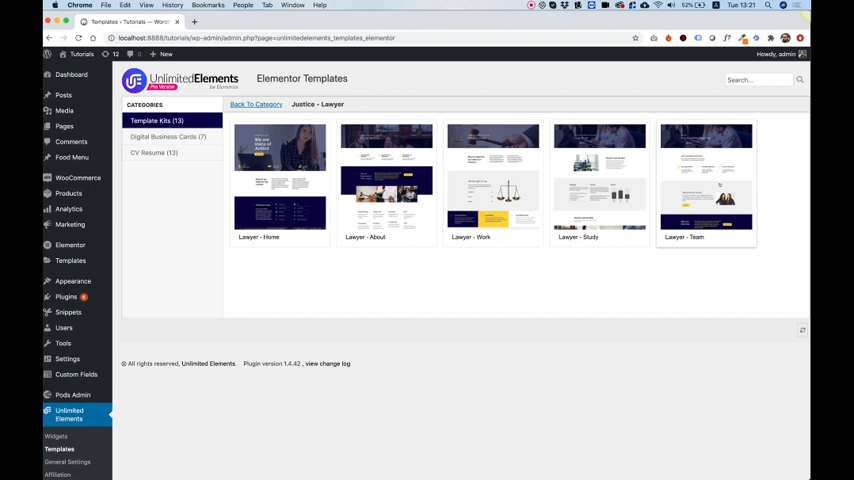 Chrome File Edit View History Bookmarks People Tab Window Help
52% Tue 13:21
Templates ‹ Tutorials — WordPr
localhost:8888/tutorials/wp-admin/admin.php?page=unlimitedelements_templates_elementor
Tutorials 12 0 New
Howdy, admin
Dashboard
Posts
Media
Pages
Comments
Food Menu
WooCommerce
Products
Analytics
Marketing
Elementor
Templates
Appearance
Plugins 6
Snippets
Users
Tools
Settings
Custom Fields
Pods Admin
Unlimited
Elements
Widgets
Templates
General Settings
Affiliation
UnlimitedElements
Pro Version for Elementor
Elementor Templates
Search...
CATEGORIES
Template Kits (13)
Digital Business Cards (7)
CV Resume (13)
Back To Category Justice - Lawyer
We are
Voice of
Justice
Lawyer - Home
Lawyer - About
Lawyer - Work
Lawyer - Study
Lawyer - Team
© All rights reserved, Unlimited Elements. Plugin version 1.4.42 , view change log